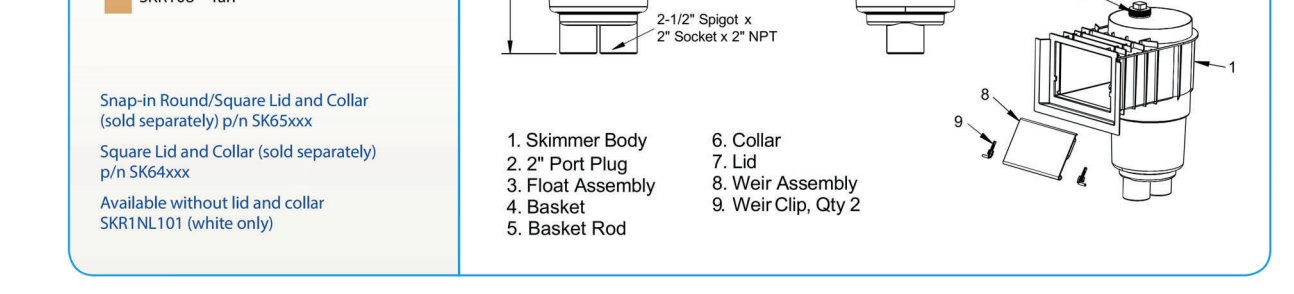 Snap-in Round/Square Lid and Collar
(sold separately) p/n SK65xxx
Square Lid and Collar (sold separately)
p/n SK64xxx
Available without lid and collar
SKR1NL101 (white only)
2-1/2" Spigot x
2" Socket x 2" NPT
1. Skimmer Body
2. 2" Port Plug
3. Float Assembly
4. Basket
5. Basket Rod
6. Collar
7. Lid
8. Weir Assembly
9. Weir Clip, Qty 2
1
8
9